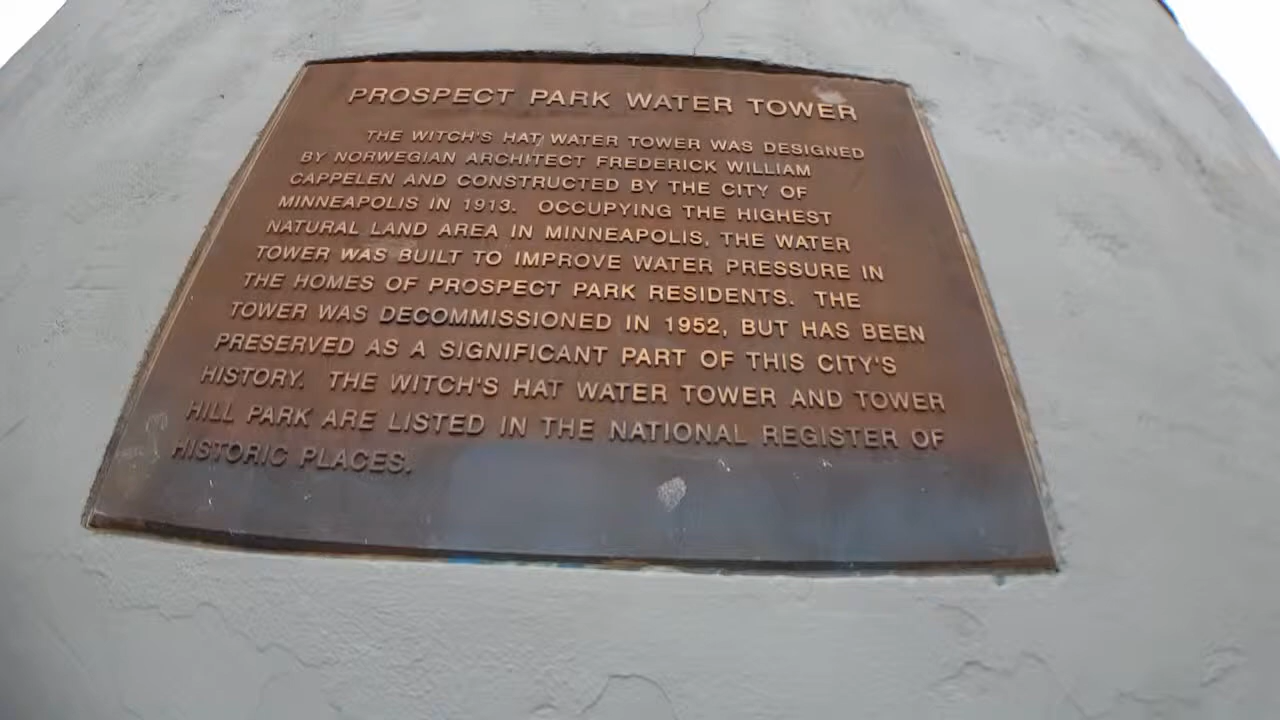 PROSPECT PARK WATER TOWER
THE WITCH'S HAT WATER TOWER WAS DESIGNED
BY NORWEGIAN ARCHITECT FREDERICK WILLIAM
CAPPELEN AND CONSTRUCTED BY THE CITY OF
MINNEAPOLIS IN 1913. OCCUPYING THE HIGHEST
NATURAL LAND AREA IN MINNEAPOLIS, THE WATER
TOWER WAS BUILT TO IMPROVE WATER PRESSURE IN
THE HOMES OF PROSPECT PARK RESIDENTS. THE
TOWER WAS DECOMMISSIONED IN 1952, BUT HAS BEEN
PRESERVED AS A SIGNIFICANT PART OF THIS CITY'S
HISTORY. THE WITCH'S HAT WATER TOWER AND TOWER
HILL PARK ARE LISTED IN THE NATIONAL REGISTER OF
HISTORIC PLACES.